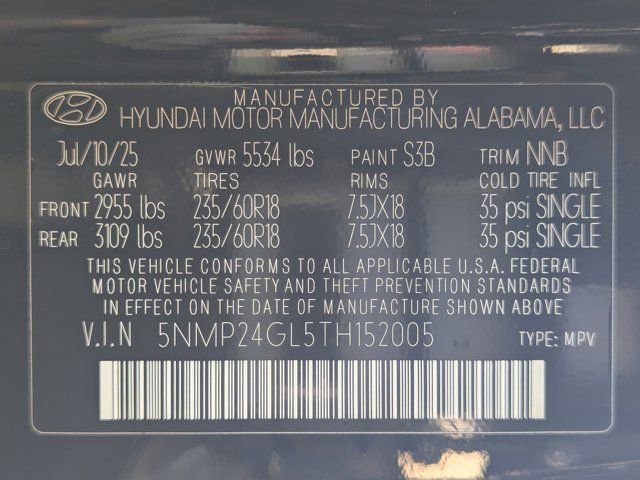 MANUFACTURED BY
HYUNDAI MOTOR MANUFACTURING ALABAMA, LLC
Jul/10/25 GVWR 5534 lbs PAINT S3B TRIM NNB
GAWR TIRES RIMS COLD TIRE INFL
FRONT 2955 lbs 235/60R18 7.5JX18 35 psi SINGLE
REAR 3109 lbs 235/60R18 7.5JX18 35 psi SINGLE
THIS VEHICLE CONFORMS TO ALL APPLICABLE U.S.A. FEDERAL
MOTOR VEHICLE SAFETY AND THEFT PREVENTION STANDARDS
IN EFFECT ON THE DATE OF MANUFACTURE SHOWN ABOVE
V.I.N 5NMP24GL5TH152005 TYPE: MPV